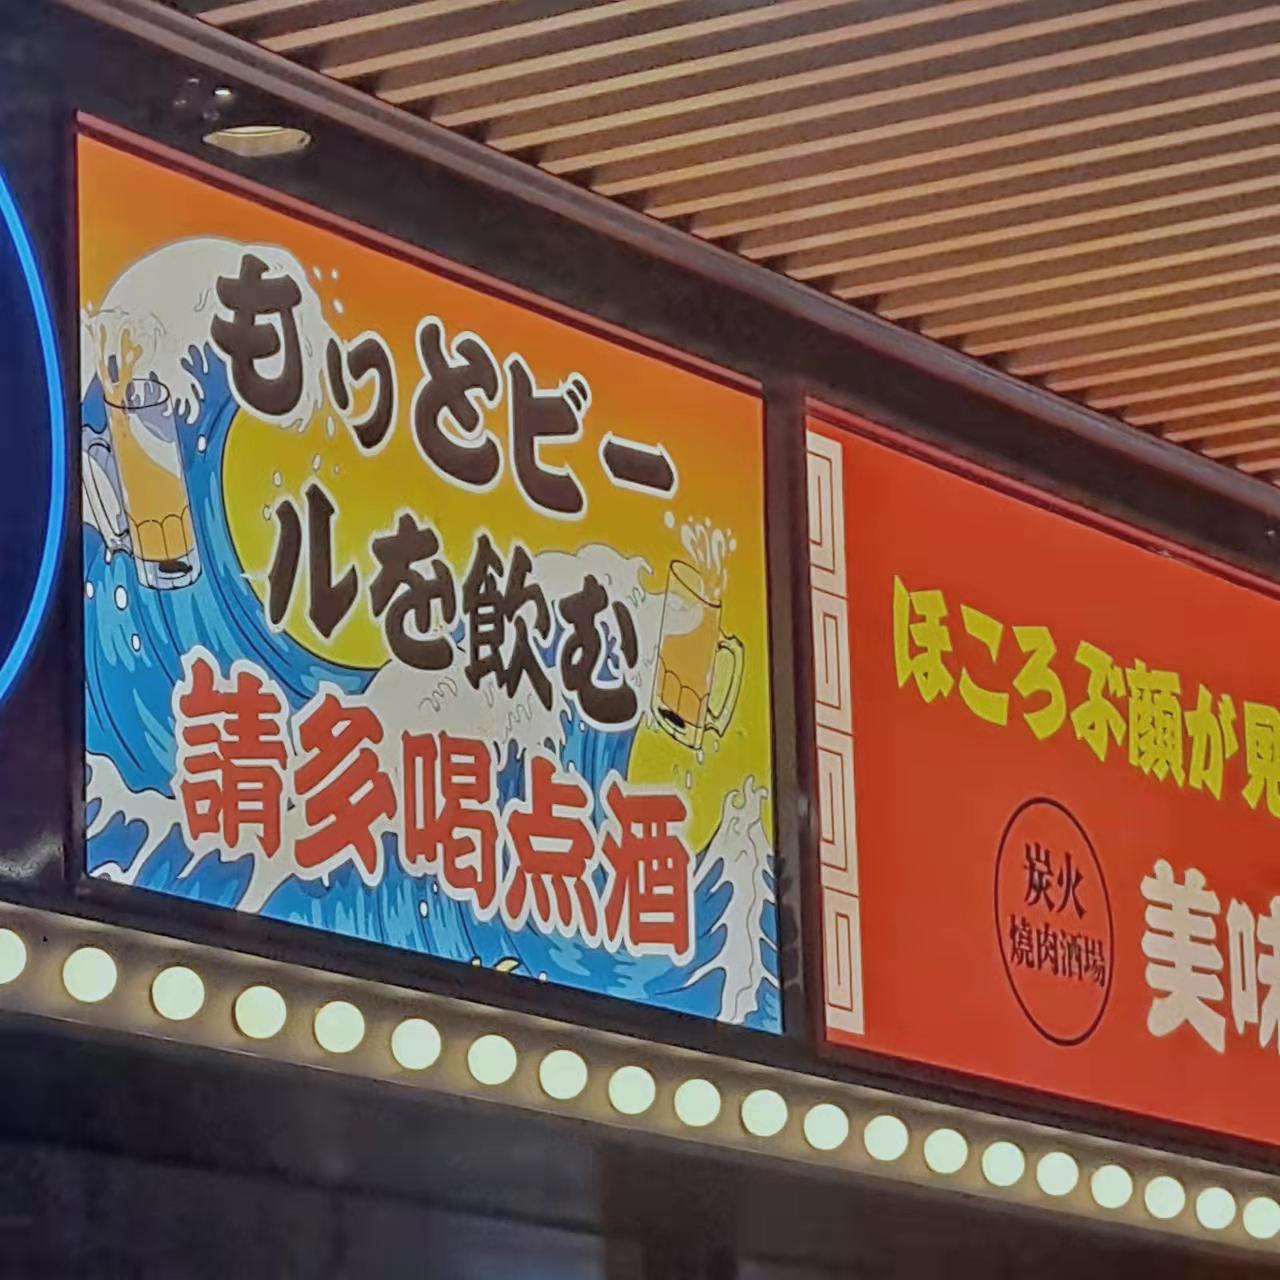 もっとビー
ルを飲む
請多喝点酒
ほころぶ顔が見
炭火
燒肉酒場
美味